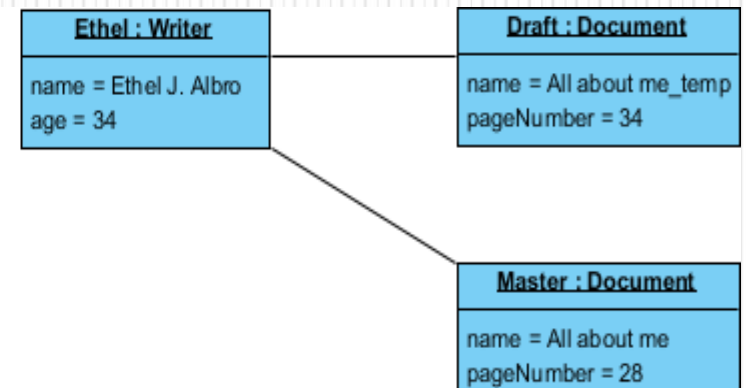 Ethel : Writer
name = Ethel J. Albro
age = 34
Draft : Document
name = All about me_temp
pageNumber = 34
Master : Document
name = All about me
pageNumber = 28